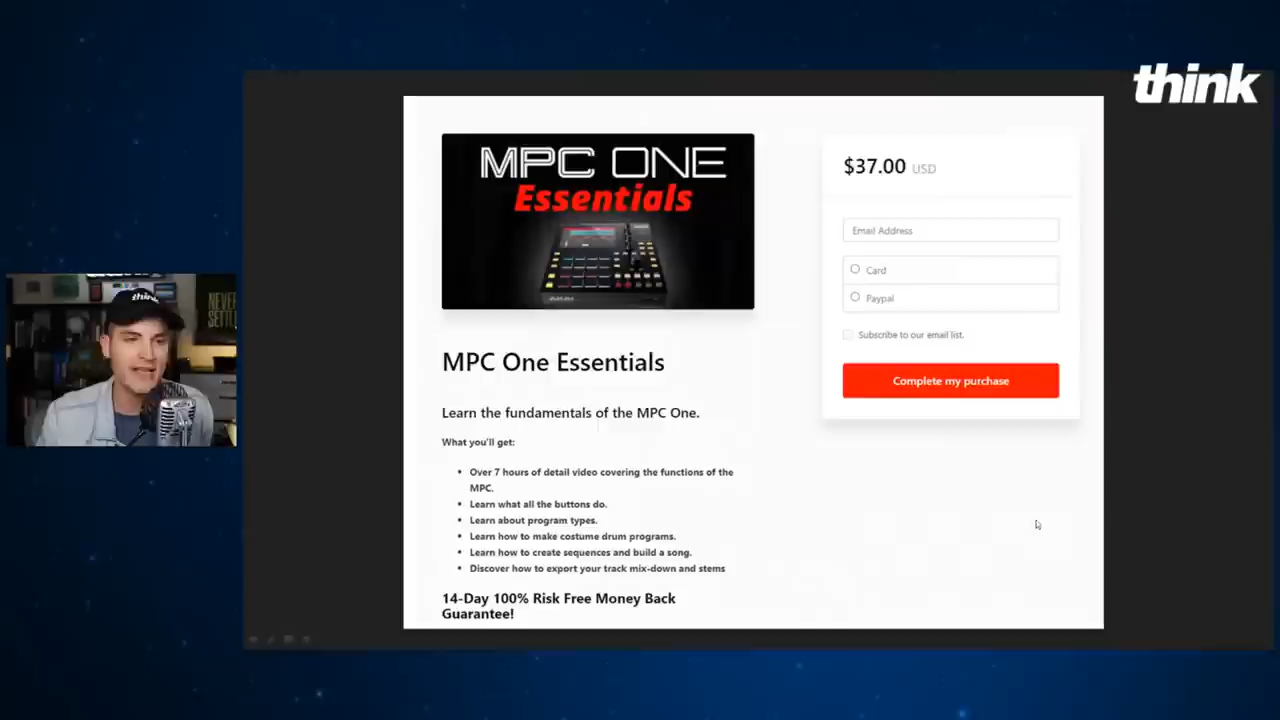 think
MPC ONE
Essentials
$37.00 USD
Email Address
Card
Paypal
Subscribe to our email list.
Complete my purchase
think
NEVER
SETTLE
MPC One Essentials
Learn the fundamentals of the MPC One.
What you'll get:
Over 7 hours of detail video covering the functions of the
MPC.
Learn what all the buttons do.
Learn about program types.
Learn how to make costume drum programs.
Learn how to create sequences and build a song.
Discover how to export your track mix-down and stems
14-Day 100% Risk Free Money Back
Guarantee!